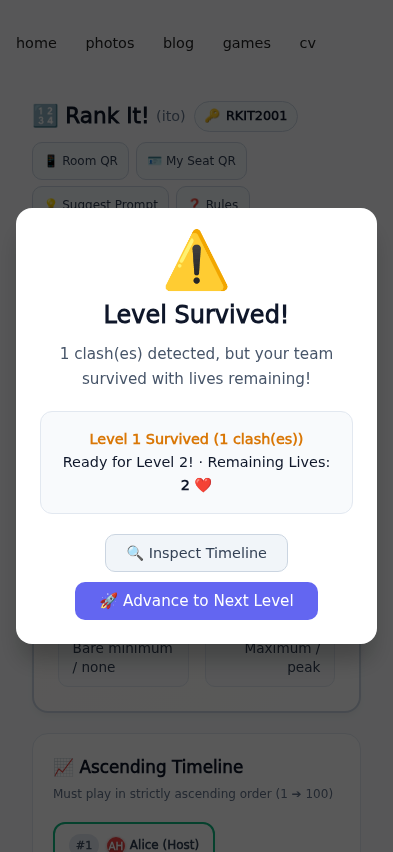 home photos blog games cv
Rank It! (ito) RKIT2001
Room QR My Seat QR
Suggest Prompt Rules
Level Survived!
1 clash(es) detected, but your team
survived with lives remaining!
Level 1 Survived (1 clash(es))
Ready for Level 2! · Remaining Lives:
2 ❤️
🔍 Inspect Timeline
🚀 Advance to Next Level
Bare minimum Maximum /
/ none peak
📈 Ascending Timeline
Must play in strictly ascending order (1 → 100)
#1 AH Alice (Host)